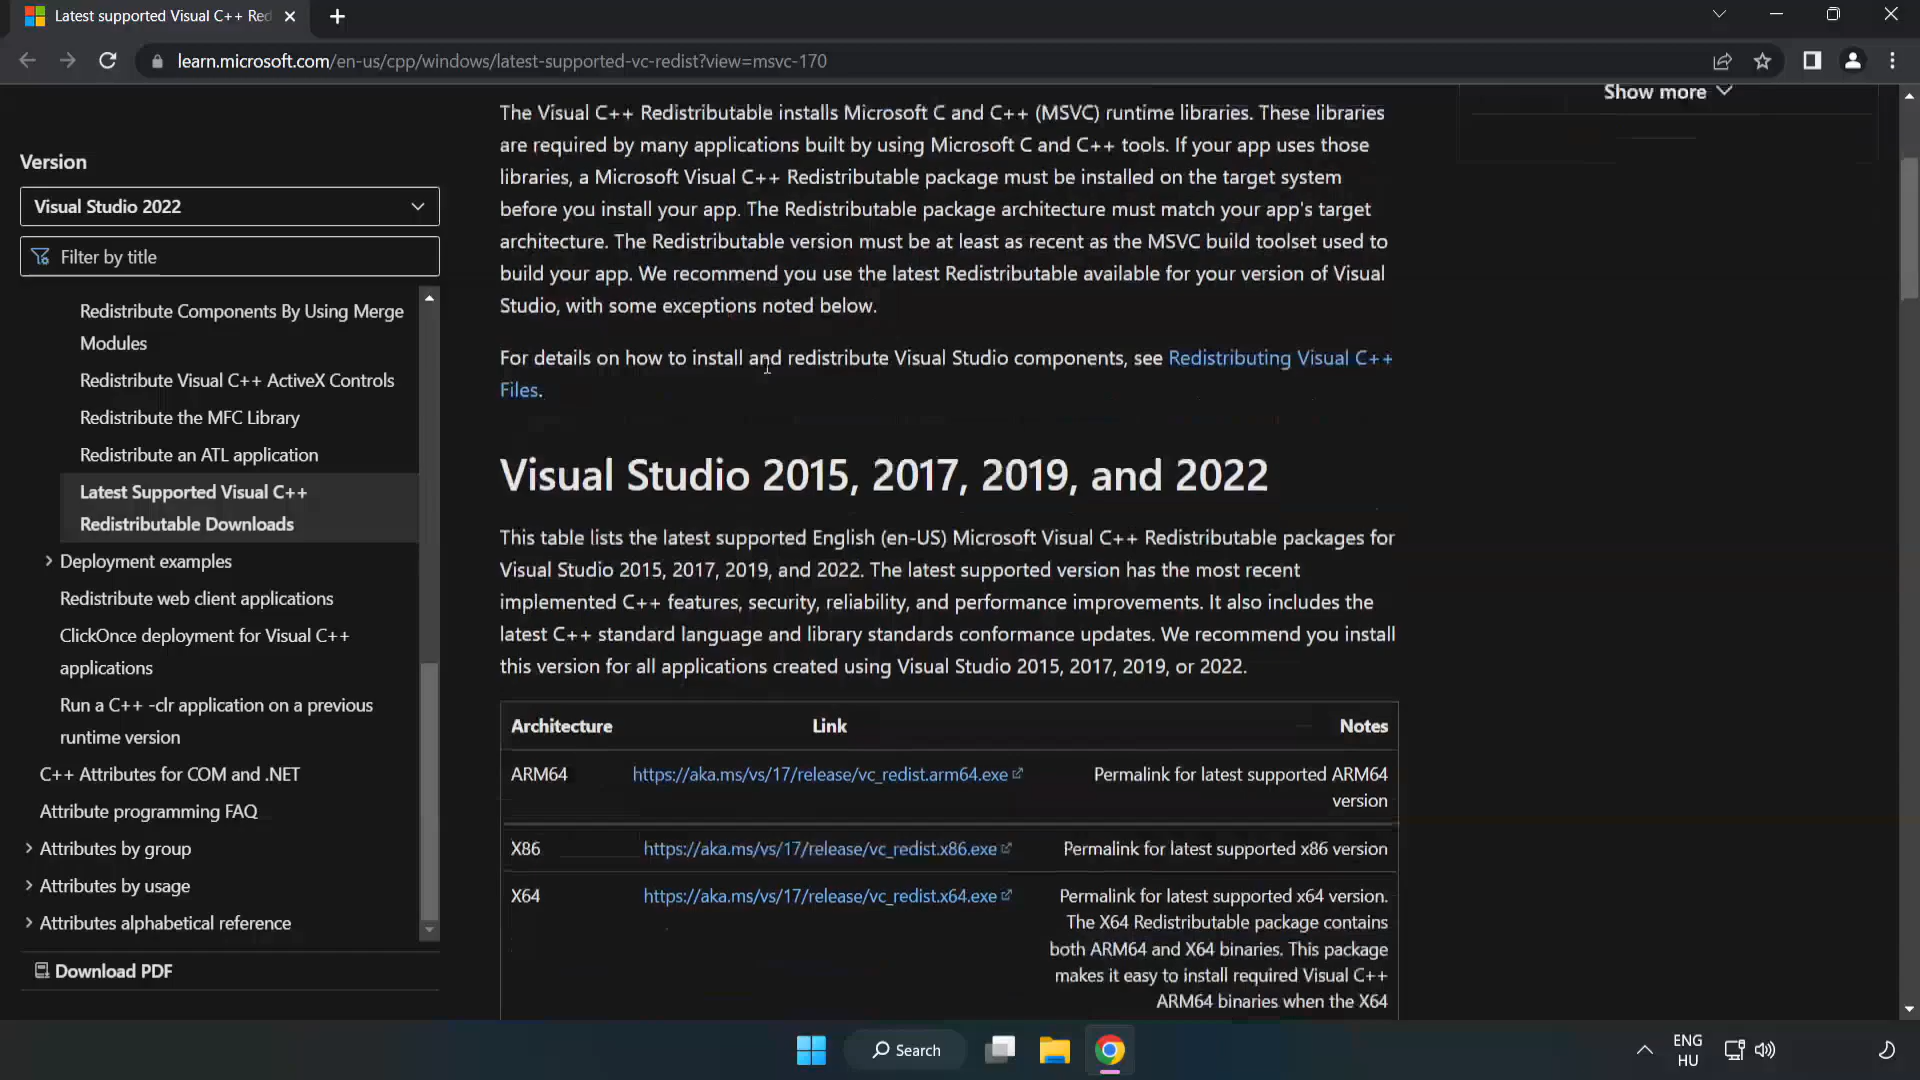 Latest supported Visual C++ Red
learn.microsoft.com/en-us/cpp/windows/latest-supported-vc-redist?view=msvc-170
Version
Visual Studio 2022
Filter by title
Redistribute Components By Using Merge
Modules
Redistribute Visual C++ ActiveX Controls
Redistribute the MFC Library
Redistribute an ATL application
Latest Supported Visual C++
Redistributable Downloads
Deployment examples
Redistribute web client applications
ClickOnce deployment for Visual C++
applications
Run a C++ -clr application on a previous
runtime version
C++ Attributes for COM and .NET
Attribute programming FAQ
Attributes by group
Attributes by usage
Attributes alphabetical reference
Download PDF
The Visual C++ Redistributable installs Microsoft C and C++ (MSVC) runtime libraries. These libraries
are required by many applications built by using Microsoft C and C++ tools. If your app uses those
libraries, a Microsoft Visual C++ Redistributable package must be installed on the target system
before you install your app. The Redistributable package architecture must match your app's target
architecture. The Redistributable version must be at least as recent as the MSVC build toolset used to
build your app. We recommend you use the latest Redistributable available for your version of Visual
Studio, with some exceptions noted below.
For details on how to install and redistribute Visual Studio components, see Redistributing Visual C++
Files.
Visual Studio 2015, 2017, 2019, and 2022
This table lists the latest supported English (en-US) Microsoft Visual C++ Redistributable packages for
Visual Studio 2015, 2017, 2019, and 2022. The latest supported version has the most recent
implemented C++ features, security, reliability, and performance improvements. It also includes the
latest C++ standard language and library standards conformance updates. We recommend you install
this version for all applications created using Visual Studio 2015, 2017, 2019, or 2022.
Architecture Link Notes
ARM64 https://aka.ms/vs/17/release/vc_redist.arm64.exe Permalink for latest supported ARM64
version
X86 https://aka.ms/vs/17/release/vc_redist.x86.exe Permalink for latest supported x86 version
X64 https://aka.ms/vs/17/release/vc_redist.x64.exe Permalink for latest supported x64 version.
The X64 Redistributable package contains
both ARM64 and X64 binaries. This package
makes it easy to install required Visual C++
ARM64 binaries when the X64
Show more
Search
ENG
HU